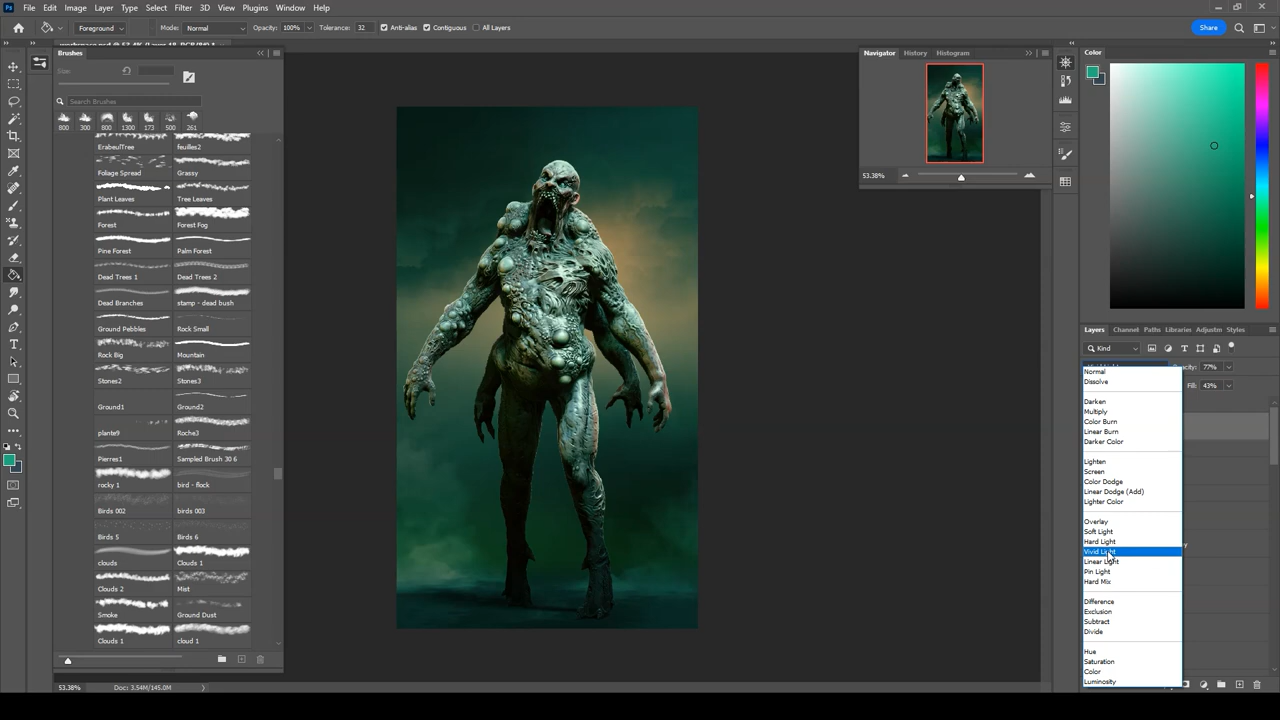 Ps File Edit Image Layer Type Select Filter 3D View Plugins Window Help
Foreground Mode: Normal Opacity: 100% Tolerance: 32 Anti-alias Contiguous All Layers Share
Brushes
Size:
Search Brushes
800 300 800 1300 173 500 261
ErabeulTree feuilles2
Foliage Spread Grassy
Plant Leaves Tree Leaves
Forest Forest Fog
Pine Forest Palm Forest
Dead Trees 1 Dead Trees 2
Dead Branches stamp - dead bush
Ground Pebbles Rock Small
Rock Big Mountain
Stones2 Stones3
Ground1 Ground2
plante9 Roche3
Pierres1 Sampled Brush 30 6
rocky 1 bird - flock
Birds 002 birds 003
Birds 5 Birds 6
clouds Clouds 1
Clouds 2 Mist
Smoke Ground Dust
Clouds 1 cloud 1
53.38% Doc: 3.54M/145.0M
Navigator History Histogram
53.38%
Color
Layers Channel Paths Libraries Adjustm Styles
Kind
77%
Fill: 43%
Normal
Dissolve
Darken
Multiply
Color Burn
Linear Burn
Darker Color
Lighten
Screen
Color Dodge
Linear Dodge (Add)
Lighter Color
Overlay
Soft Light
Hard Light
Vivid Light
Linear Light
Pin Light
Hard Mix
Difference
Exclusion
Subtract
Divide
Hue
Saturation
Color
Luminosity